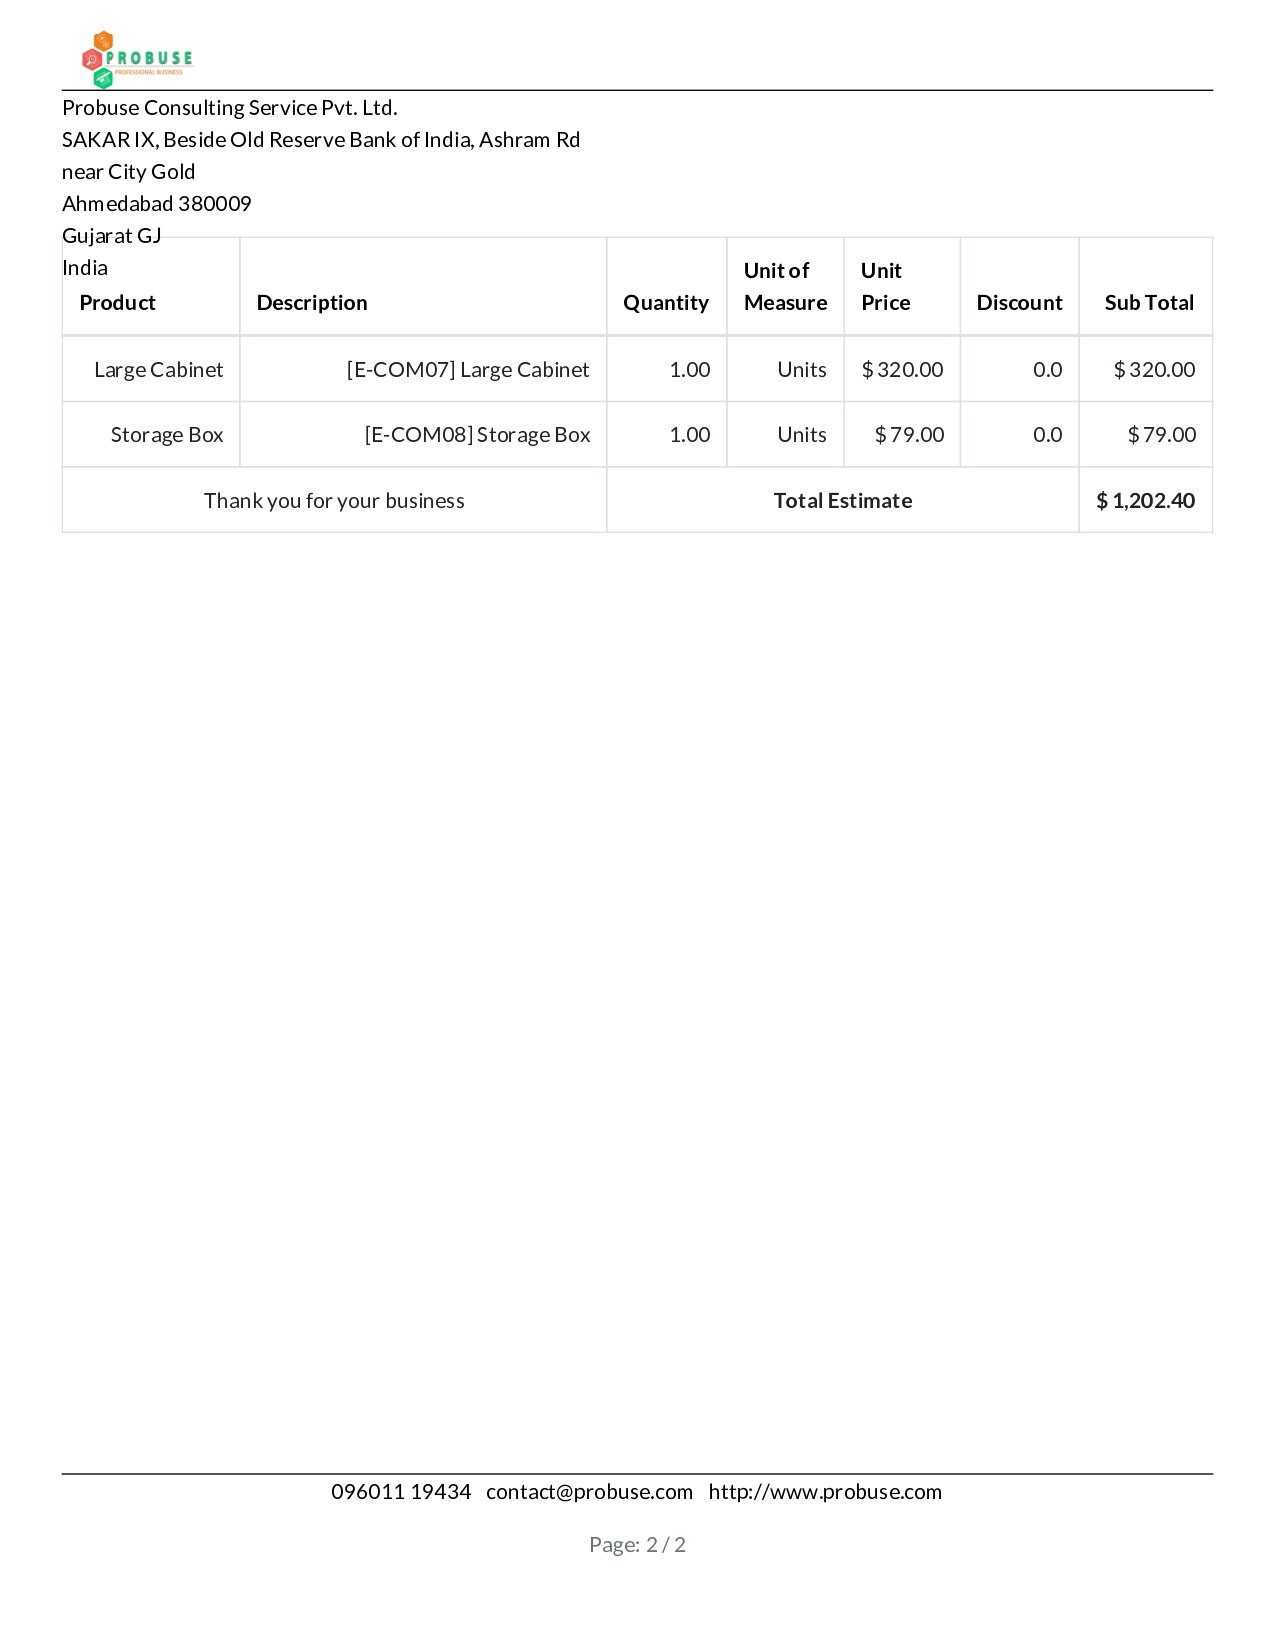 PROBUSE
PROFESSIONAL BUSINESS
Probuse Consulting Service Pvt. Ltd.
SAKAR IX, Beside Old Reserve Bank of India, Ashram Rd
near City Gold
Ahmedabad 380009
Gujarat GJ
India
Product Description Quantity Unit of Measure Unit Price Discount Sub Total
Large Cabinet [E-COM07] Large Cabinet 1.00 Units $ 320.00 0.0 $ 320.00
Storage Box [E-COM08] Storage Box 1.00 Units $ 79.00 0.0 $ 79.00
Thank you for your business Total Estimate $ 1,202.40
096011 19434 contact@probuse.com http://www.probuse.com
Page: 2 / 2